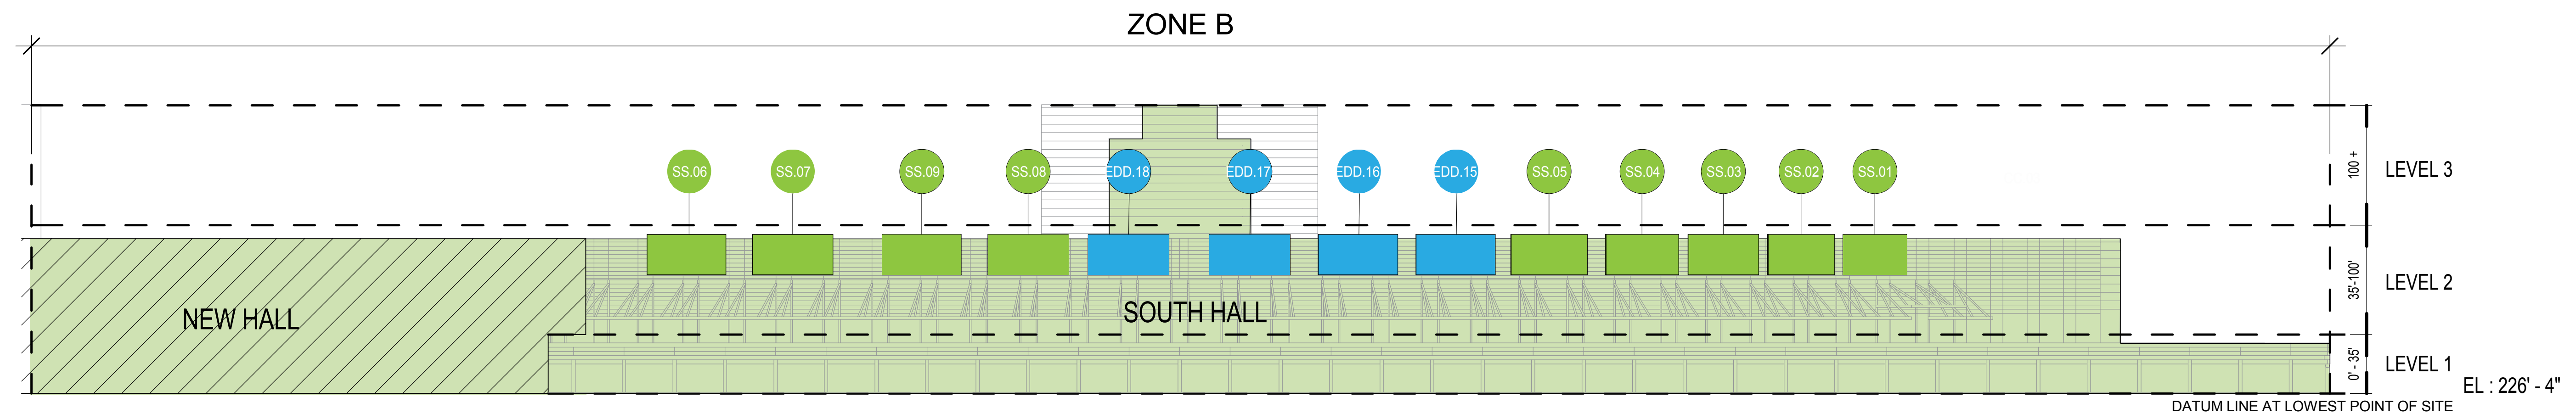 ZONE B
SS.06 SS.07 SS.09 SS.08 EDD.18 EDD.17 EDD.16 EDD.15 SS.05 SS.04 SS.03 SS.02 SS.01
100 +
LEVEL 3
35'-100'
LEVEL 2
NEW HALL
SOUTH HALL
0' - 35'
LEVEL 1
EL : 226' - 4"
DATUM LINE AT LOWEST POINT OF SITE